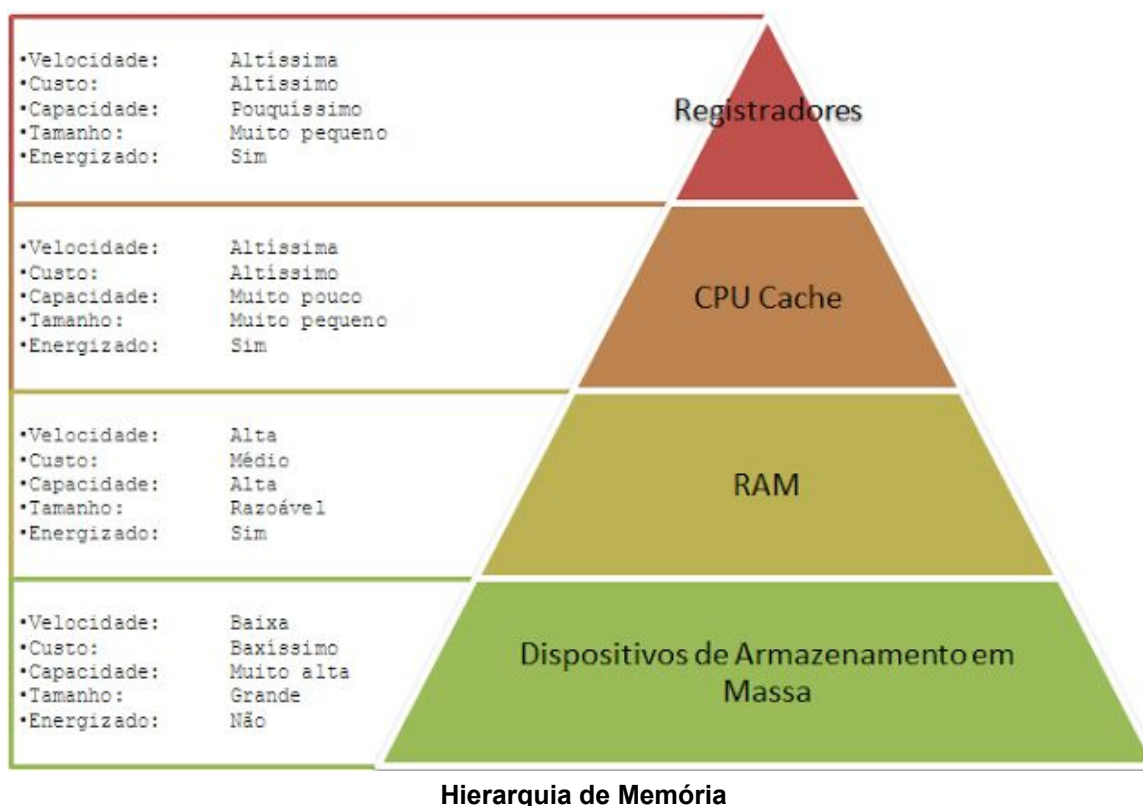 •Velocidade: Altíssima
•Custo: Altíssimo
•Capacidade: Pouquíssimo
•Tamanho: Muito pequeno
•Energizado: Sim
Registradores
•Velocidade: Altíssima
•Custo: Altíssimo
•Capacidade: Muito pouco
•Tamanho: Muito pequeno
•Energizado: Sim
CPU Cache
•Velocidade: Alta
•Custo: Médio
•Capacidade: Alta
•Tamanho: Razoável
•Energizado: Sim
RAM
•Velocidade: Baixa
•Custo: Baxíssimo
•Capacidade: Muito alta
•Tamanho: Grande
•Energizado: Não
Dispositivos de Armazenamento em
Massa
Hierarquia de Memória